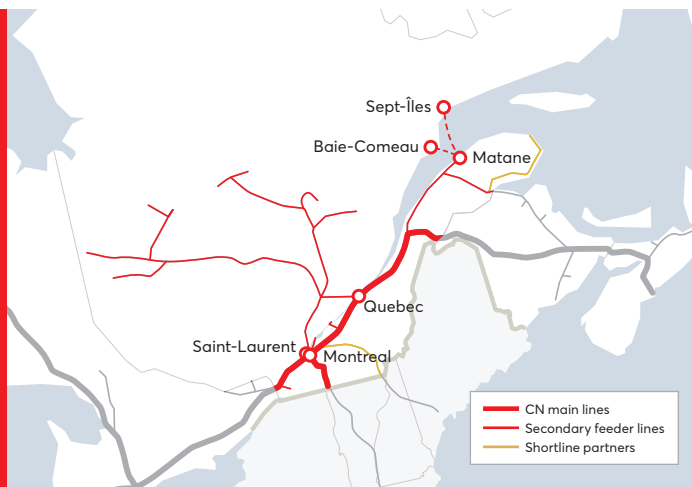 Sept-Îles
Baie-Comeau
Matane
Quebec
Saint-Laurent
Montreal
CN main lines
Secondary feeder lines
Shortline partners